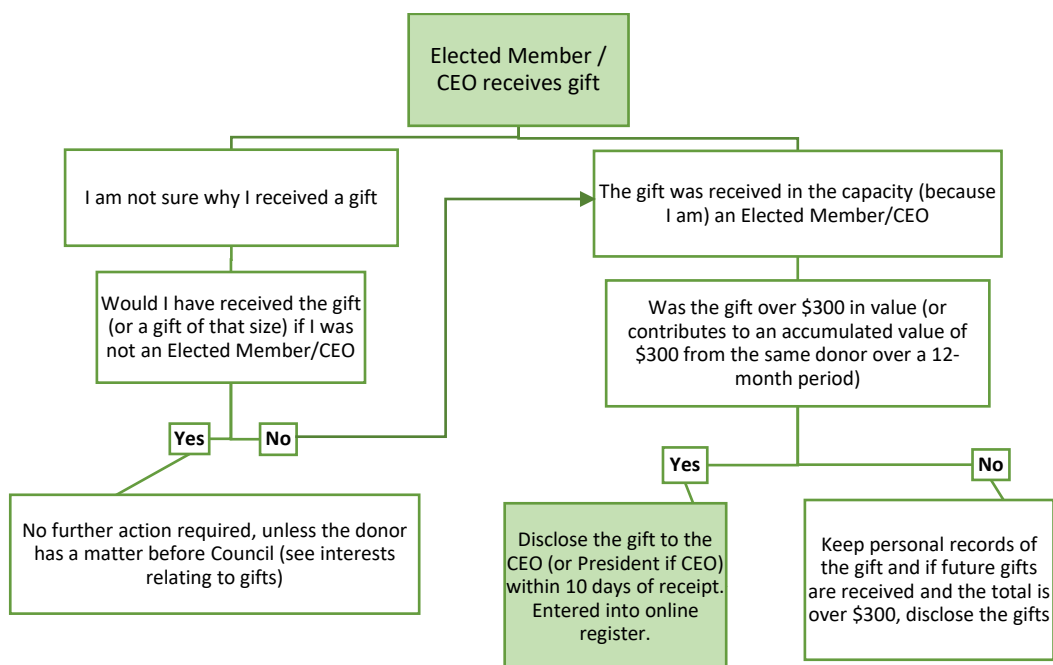 Elected Member /
CEO receives gift
I am not sure why I received a gift
The gift was received in the capacity (because
I am) an Elected Member/CEO
Would I have received the gift
(or a gift of that size) if I was
not an Elected Member/CEO
Was the gift over $300 in value (or
contributes to an accumulated value of
$300 from the same donor over a 12-
month period)
Yes
No
Yes
No
No further action required, unless the donor
has a matter before Council (see interests
relating to gifts)
Disclose the gift to the
CEO (or President if CEO)
within 10 days of receipt.
Entered into online
register.
Keep personal records of
the gift and if future gifts
are received and the total is
over $300, disclose the gifts